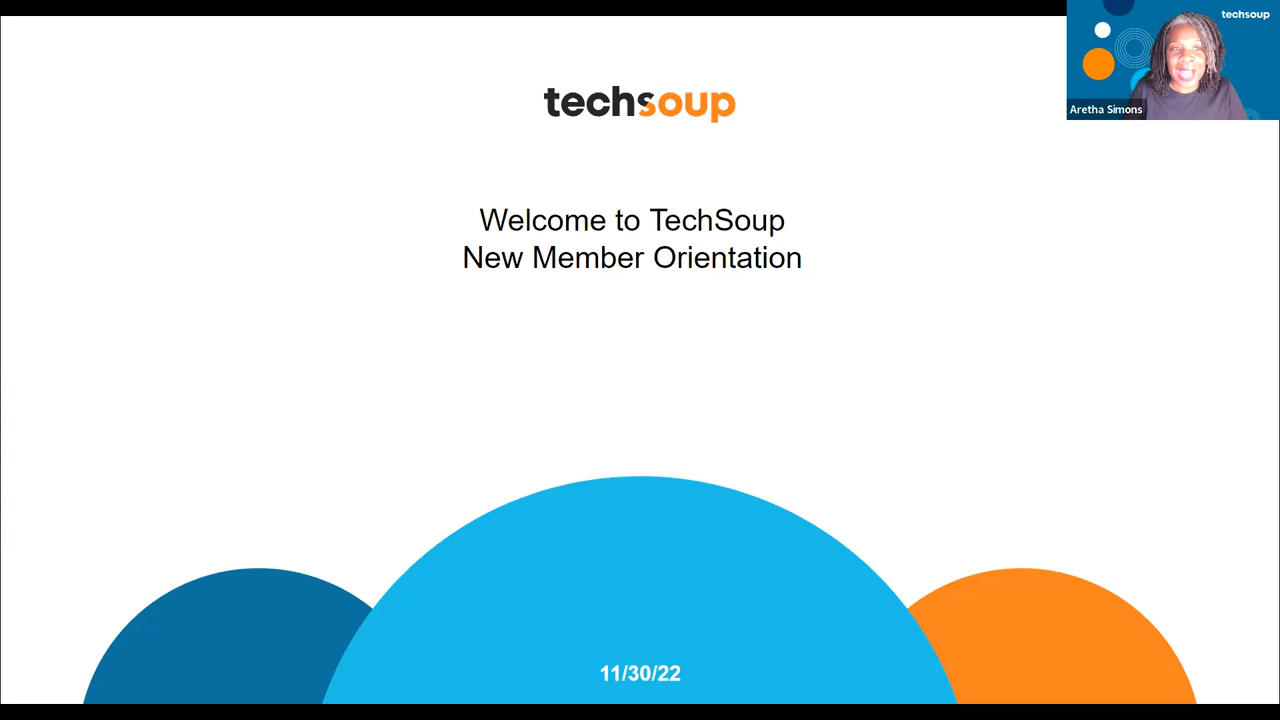 techsoup
techsoup
Aretha Simons
Welcome to TechSoup
New Member Orientation
11/30/22